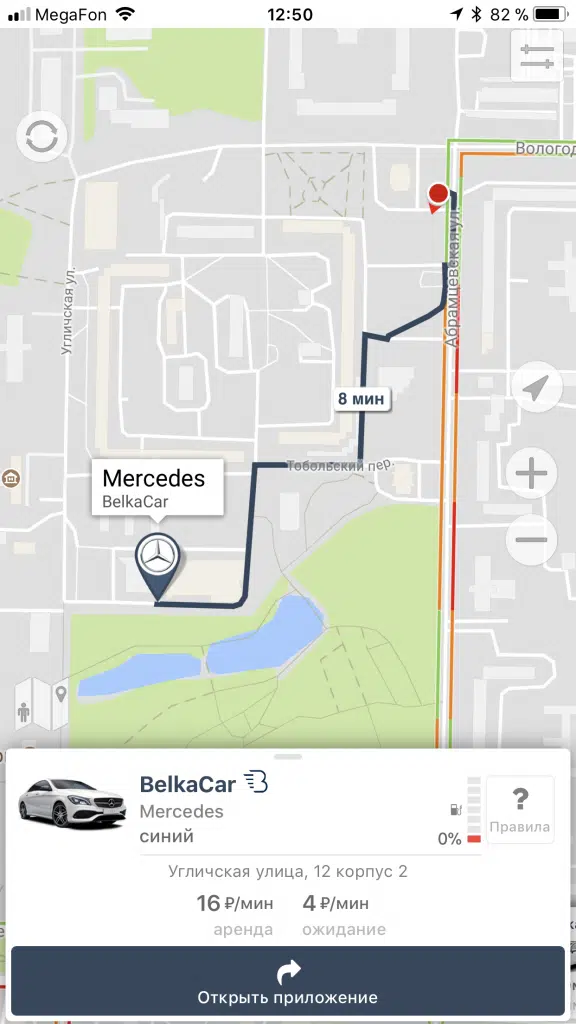 MegaFon 12:50 82 %
Вологод
Абрамцевская ул.
Угличская ул.
8 мин
Тобольский пер.
Mercedes
BelkaCar
BelkaCar
Mercedes
синий
0%
?
Правила
Угличская улица, 12 корпус 2
16 ₽/мин 4 ₽/мин
аренда ожидание
Открыть приложение